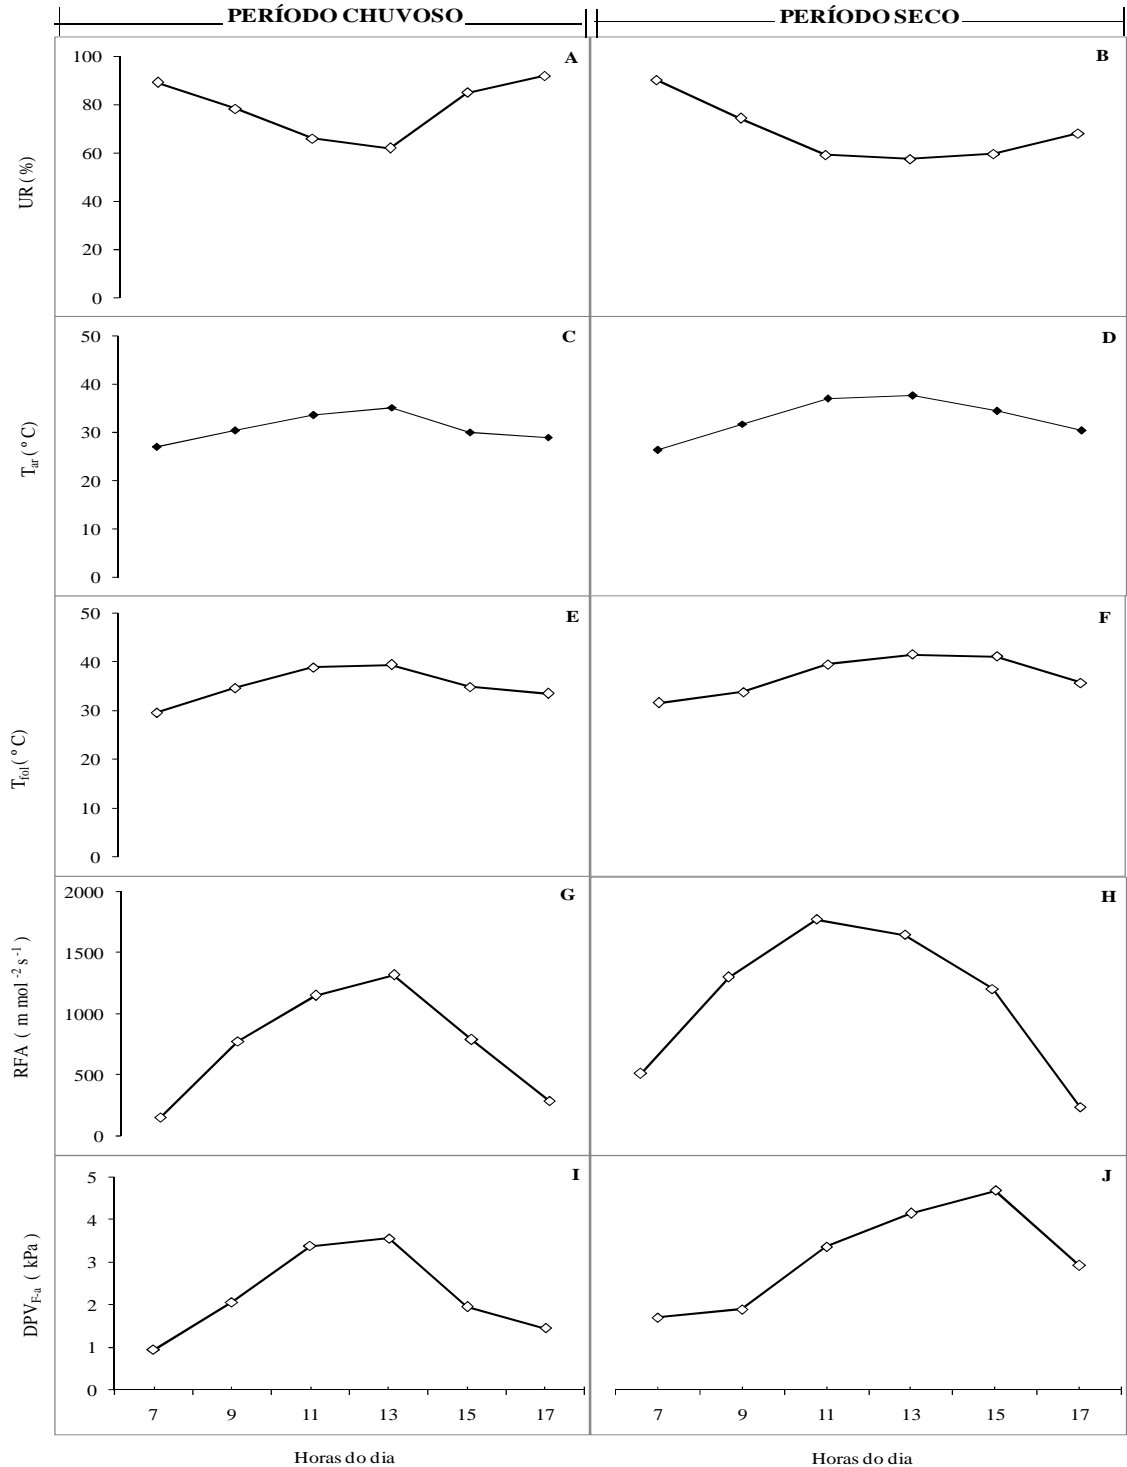 PERÍODO CHUVOSO
PERÍODO SECO
A
100
80
60
40
20
0
UR (%)
B
C
50
40
30
20
10
0
Tar ( º C)
D
E
50
40
30
20
10
0
Tfol ( º C)
F
G
2000
1500
1000
500
0
RFA ( m mol -2 s -1 )
H
I
5
4
3
2
1
0
DPVF-a ( kPa )
J
7 9 11 13 15 17
7 9 11 13 15 17
Horas do dia
Horas do dia